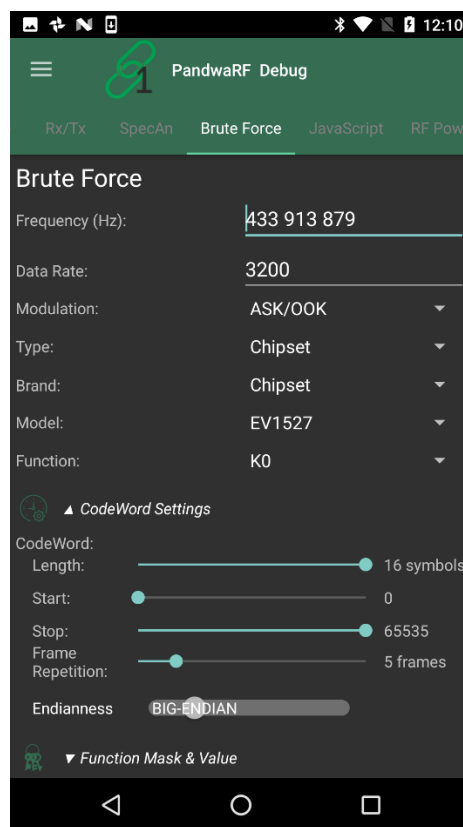 12:10
1
PandwaRF Debug
Rx/Tx SpecAn Brute Force JavaScript RF Pow
Brute Force
Frequency (Hz): 433 913 879
Data Rate: 3200
Modulation: ASK/OOK
Type: Chipset
Brand: Chipset
Model: EV1527
Function: K0
▲ CodeWord Settings
CodeWord:
Length: 16 symbols
Start: 0
Stop: 65535
Frame
Repetition: 5 frames
Endianness BIG-ENDIAN
▼ Function Mask & Value